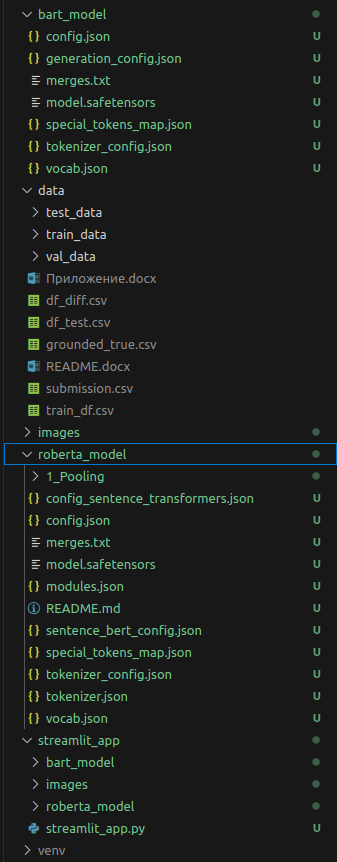 bart_model
config.json U
generation_config.json U
merges.txt U
model.safetensors U
special_tokens_map.json U
tokenizer_config.json U
vocab.json U
data
test_data
train_data
val_data
Приложение.docx
df_diff.csv
df_test.csv
grounded_true.csv
README.docx
submission.csv
train_df.csv
images
roberta_model
1_Pooling
config_sentence_transformers.json U
config.json U
merges.txt U
model.safetensors U
modules.json U
README.md U
sentence_bert_config.json U
special_tokens_map.json U
tokenizer_config.json U
tokenizer.json U
vocab.json U
streamlit_app
bart_model
images
roberta_model
streamlit_app.py U
venv